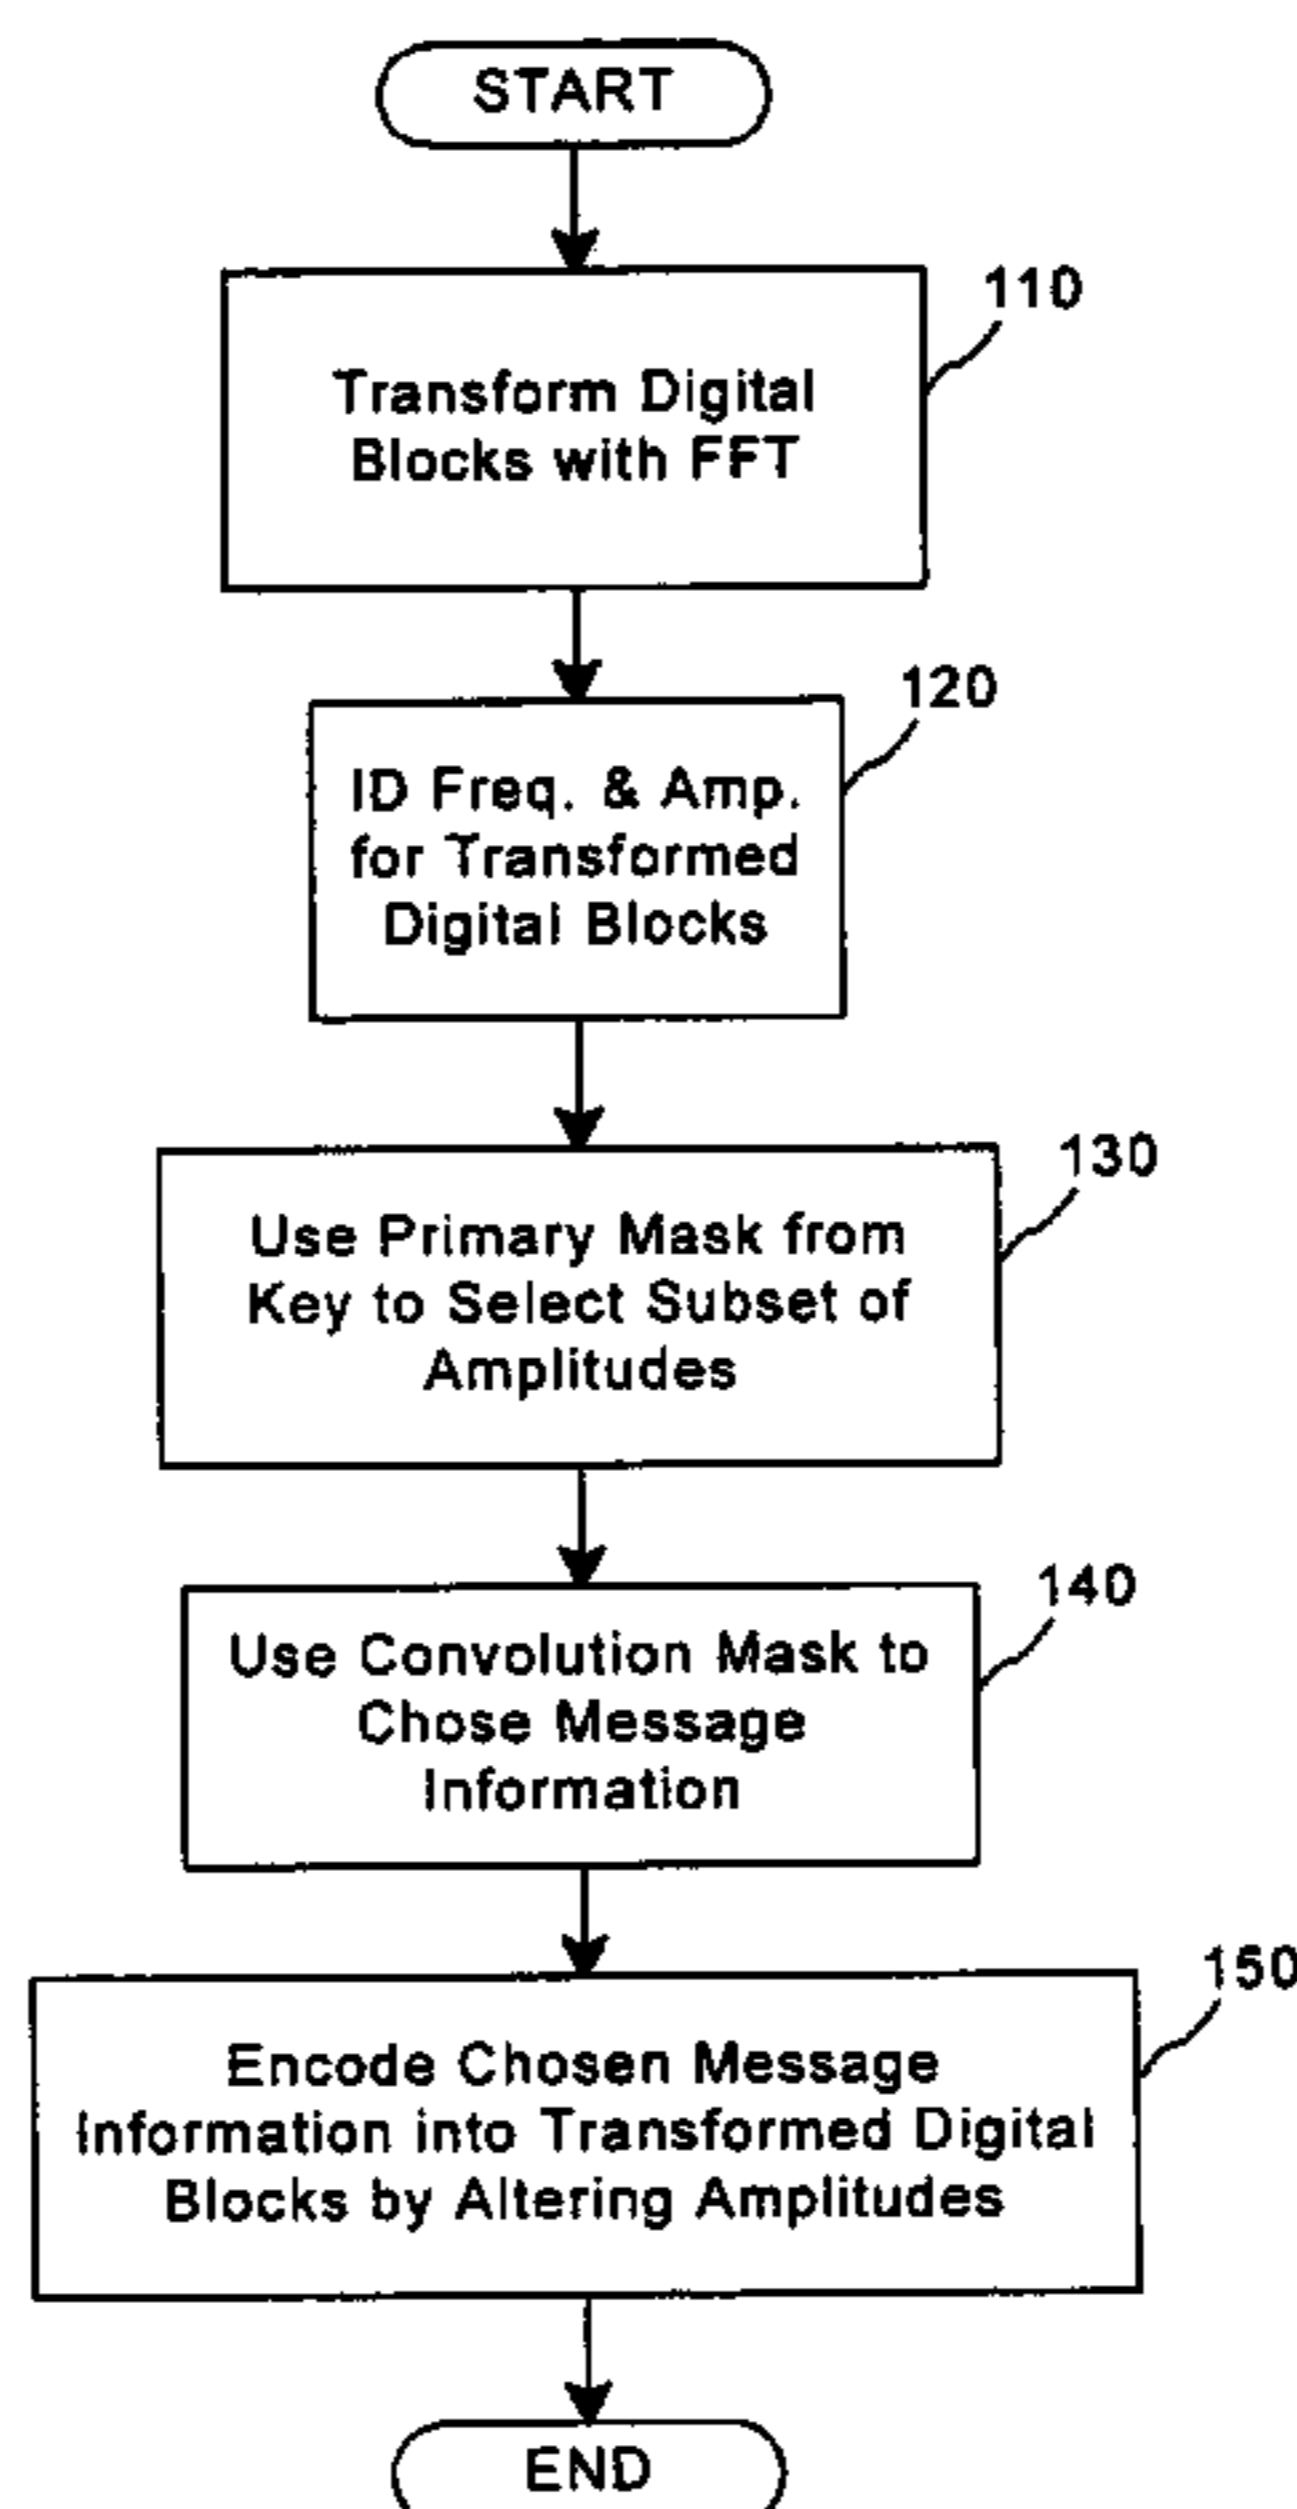 START
110
Transform Digital
Blocks with FFT
120
ID Freq. & Amp.
for Transformed
Digital Blocks
130
Use Primary Mask from
Key to Select Subset of
Amplitudes
140
Use Convolution Mask to
Chose Message
Information
150
Encode Chosen Message
Information into Transformed Digital
Blocks by Altering Amplitudes
END